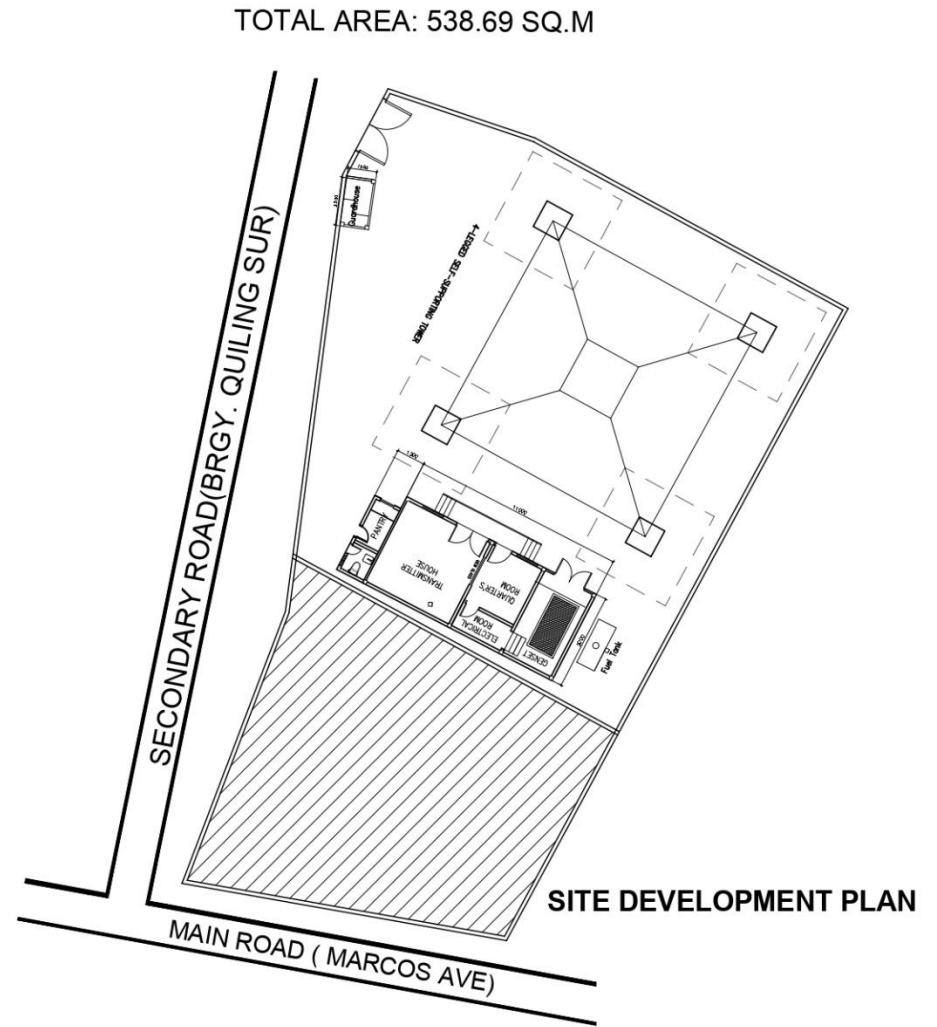 TOTAL AREA: 538.69 SQ.M
Guardhouse
4-LEGGED SELF-SUPPORTING TOWER
SECONDARY ROAD(BRGY. QUILING SUR)
11000
PANTRY
TRANSMITTER
HOUSE
QUARTER'S
ROOM
ELECTRICAL
ROOM
GENSET
Fuel Tank
SITE DEVELOPMENT PLAN
MAIN ROAD ( MARCOS AVE)